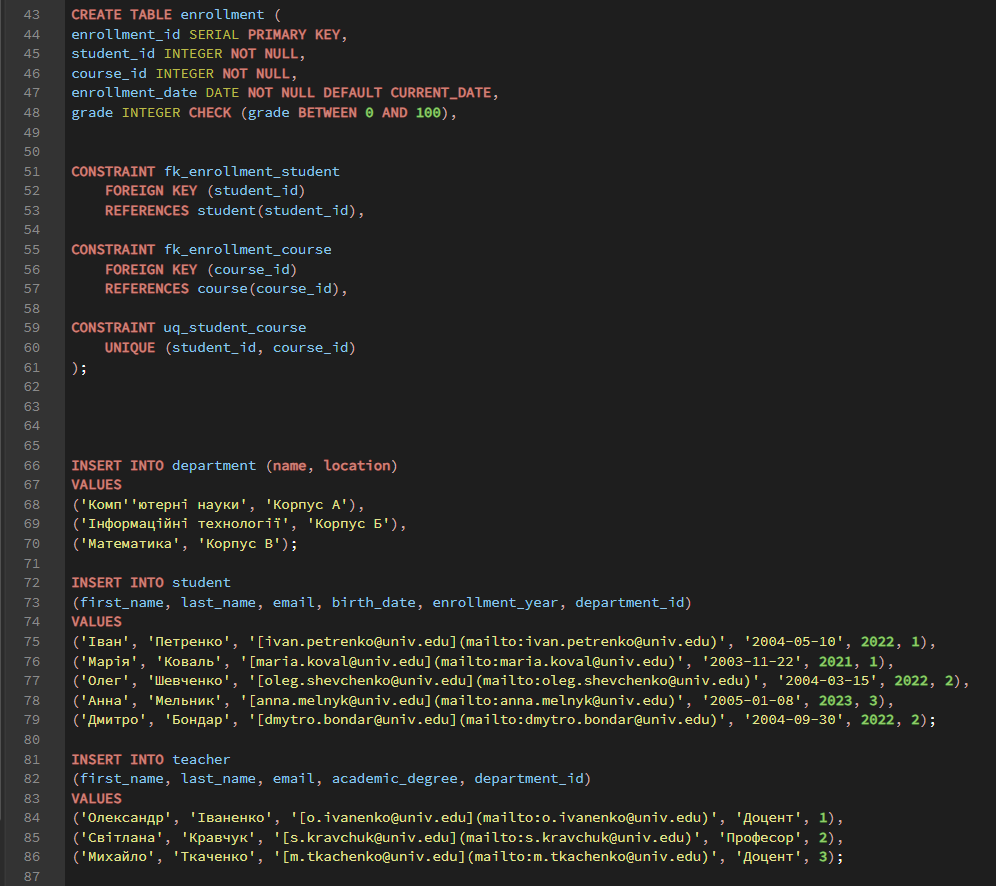 43 CREATE TABLE enrollment (
44 enrollment_id SERIAL PRIMARY KEY,
45 student_id INTEGER NOT NULL,
46 course_id INTEGER NOT NULL,
47 enrollment_date DATE NOT NULL DEFAULT CURRENT_DATE,
48 grade INTEGER CHECK (grade BETWEEN 0 AND 100),
49
50
51 CONSTRAINT fk_enrollment_student
52     FOREIGN KEY (student_id)
53     REFERENCES student(student_id),
54
55 CONSTRAINT fk_enrollment_course
56     FOREIGN KEY (course_id)
57     REFERENCES course(course_id),
58
59 CONSTRAINT uq_student_course
60     UNIQUE (student_id, course_id)
61 );
62
63
64
65
66 INSERT INTO department (name, location)
67 VALUES
68 ('Комп''ютерні науки', 'Корпус А'),
69 ('Інформаційні технології', 'Корпус Б'),
70 ('Математика', 'Корпус В');
71
72 INSERT INTO student
73 (first_name, last_name, email, birth_date, enrollment_year, department_id)
74 VALUES
75 ('Іван', 'Петренко', '[ivan.petrenko@univ.edu](mailto:ivan.petrenko@univ.edu)', '2004-05-10', 2022, 1),
76 ('Марія', 'Коваль', '[maria.koval@univ.edu](mailto:maria.koval@univ.edu)', '2003-11-22', 2021, 1),
77 ('Олег', 'Шевченко', '[oleg.shevchenko@univ.edu](mailto:oleg.shevchenko@univ.edu)', '2004-03-15', 2022, 2),
78 ('Анна', 'Мельник', '[anna.melnyk@univ.edu](mailto:anna.melnyk@univ.edu)', '2005-01-08', 2023, 3),
79 ('Дмитро', 'Бондар', '[dmytro.bondar@univ.edu](mailto:dmytro.bondar@univ.edu)', '2004-09-30', 2022, 2);
80
81 INSERT INTO teacher
82 (first_name, last_name, email, academic_degree, department_id)
83 VALUES
84 ('Олександр', 'Іваненко', '[o.ivanenko@univ.edu](mailto:o.ivanenko@univ.edu)', 'Доцент', 1),
85 ('Світлана', 'Кравчук', '[s.kravchuk@univ.edu](mailto:s.kravchuk@univ.edu)', 'Професор', 2),
86 ('Михайло', 'Ткаченко', '[m.tkachenko@univ.edu](mailto:m.tkachenko@univ.edu)', 'Доцент', 3);
87